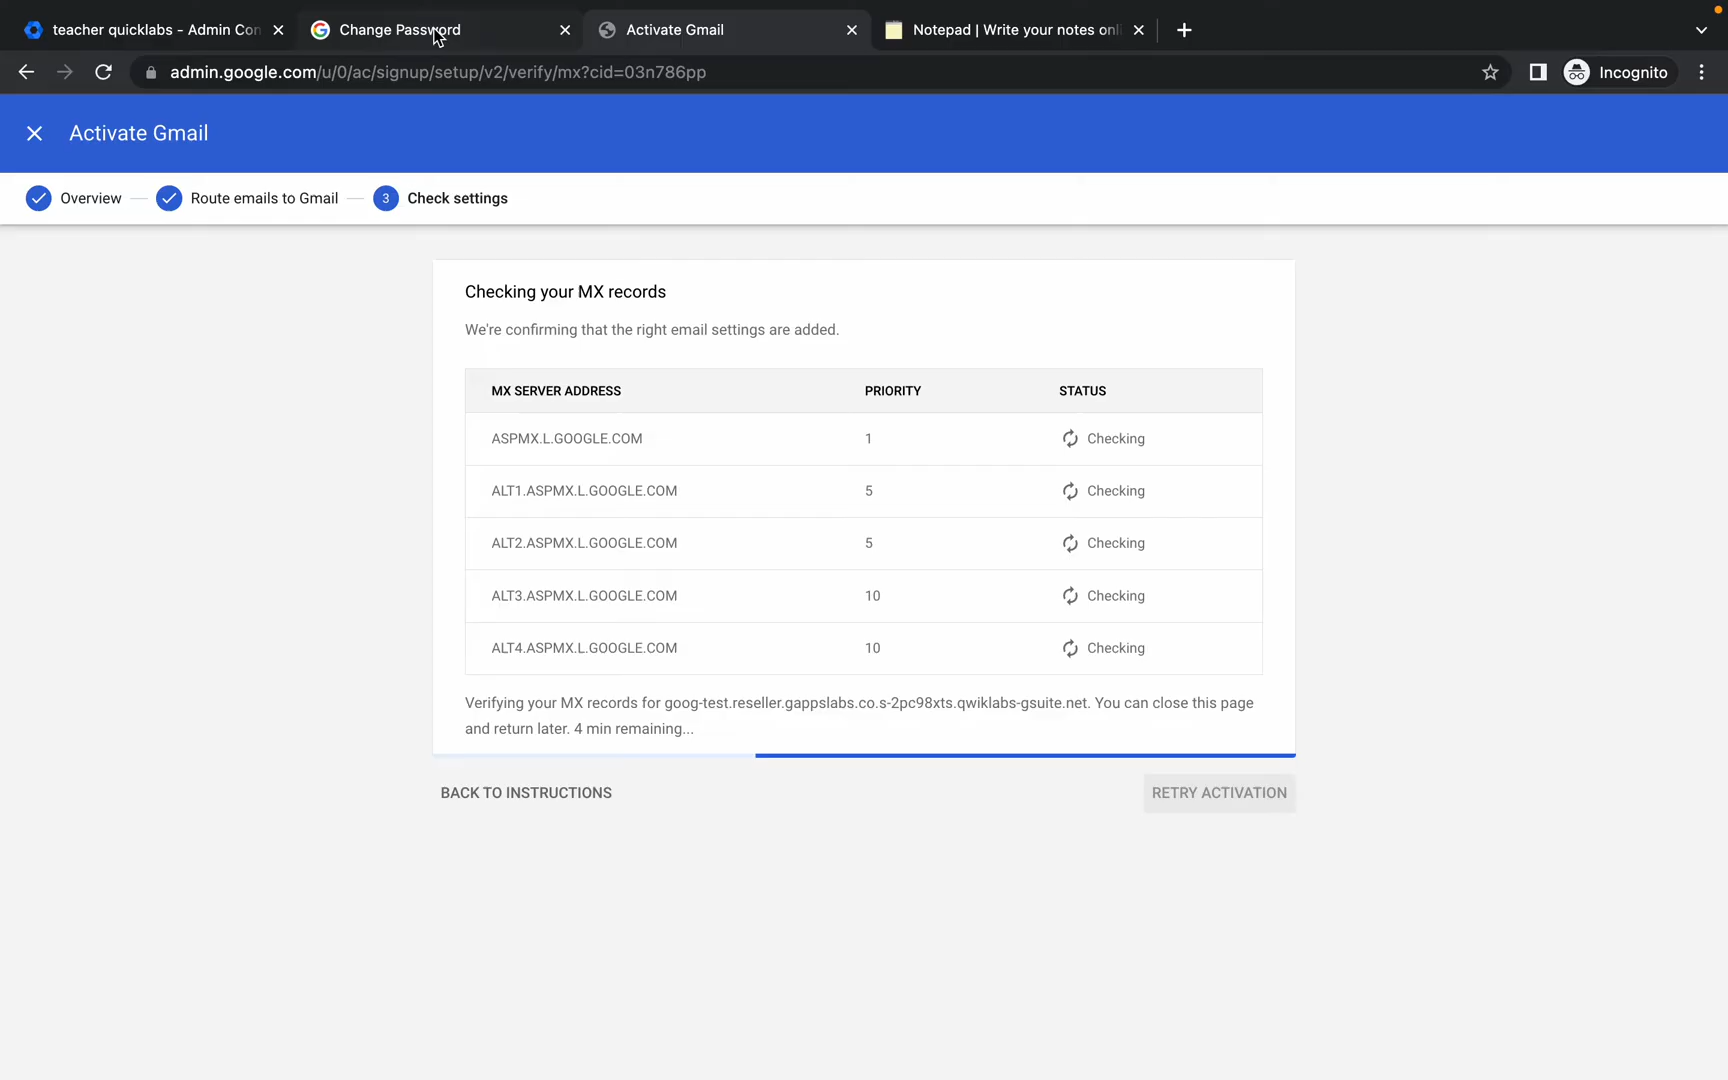 teacher quicklabs - Admin Con
Change Password
Activate Gmail
Notepad | Write your notes onli
admin.google.com/u/0/ac/signup/setup/v2/verify/mx?cid=03n786pp
Incognito
Activate Gmail
Overview
Route emails to Gmail
3 Check settings
Checking your MX records
We're confirming that the right email settings are added.
MX SERVER ADDRESS PRIORITY STATUS
ASPMX.L.GOOGLE.COM 1 Checking
ALT1.ASPMX.L.GOOGLE.COM 5 Checking
ALT2.ASPMX.L.GOOGLE.COM 5 Checking
ALT3.ASPMX.L.GOOGLE.COM 10 Checking
ALT4.ASPMX.L.GOOGLE.COM 10 Checking
Verifying your MX records for goog-test.reseller.gappslabs.co.s-2pc98xts.qwiklabs-gsuite.net. You can close this page
and return later. 4 min remaining...
BACK TO INSTRUCTIONS
RETRY ACTIVATION